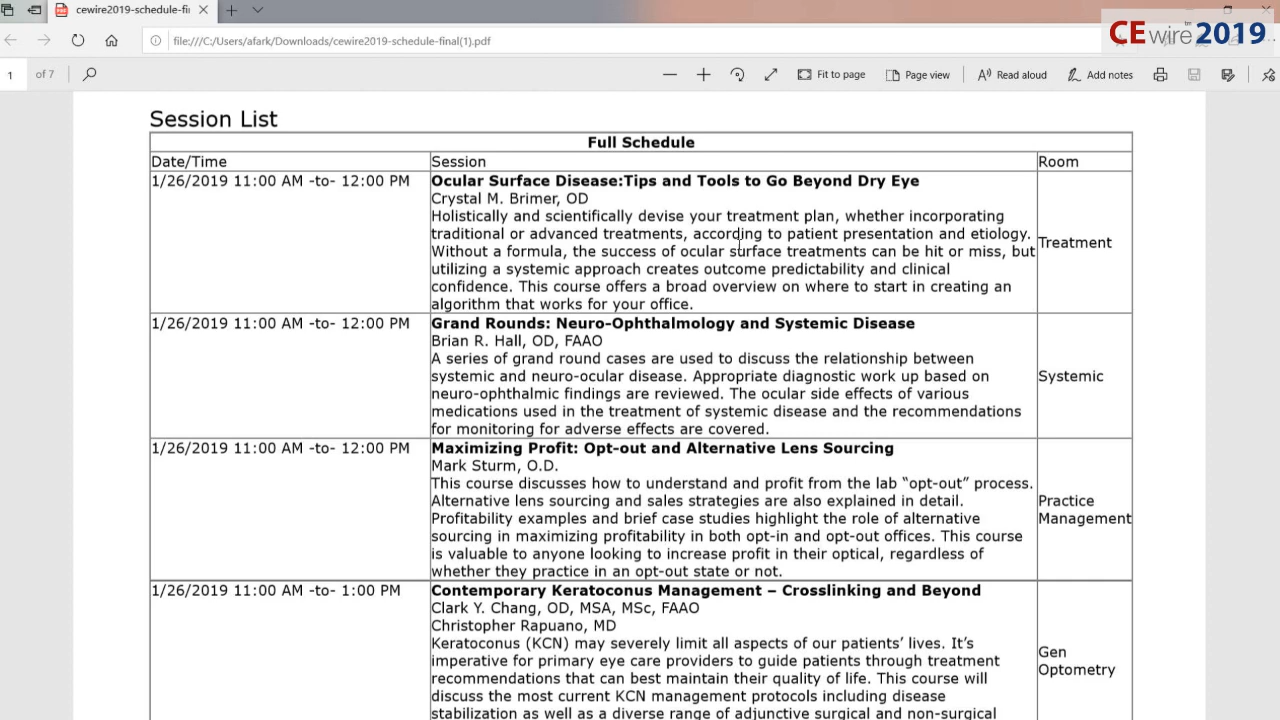 cewire2019-schedule-fi
CEwire2019
file:///C:/Users/afark/Downloads/cewire2019-schedule-final(1).pdf
1 of 7 Fit to page Page view Read aloud Add notes
Session List
Full Schedule
Date/Time Session Room
1/26/2019 11:00 AM -to- 12:00 PM
Ocular Surface Disease:Tips and Tools to Go Beyond Dry Eye
Crystal M. Brimer, OD
Holistically and scientifically devise your treatment plan, whether incorporating
traditional or advanced treatments, according to patient presentation and etiology.
Without a formula, the success of ocular surface treatments can be hit or miss, but
utilizing a systemic approach creates outcome predictability and clinical
confidence. This course offers a broad overview on where to start in creating an
algorithm that works for your office.
Treatment
1/26/2019 11:00 AM -to- 12:00 PM
Grand Rounds: Neuro-Ophthalmology and Systemic Disease
Brian R. Hall, OD, FAAO
A series of grand round cases are used to discuss the relationship between
systemic and neuro-ocular disease. Appropriate diagnostic work up based on
neuro-ophthalmic findings are reviewed. The ocular side effects of various
medications used in the treatment of systemic disease and the recommendations
for monitoring for adverse effects are covered.
Systemic
1/26/2019 11:00 AM -to- 12:00 PM
Maximizing Profit: Opt-out and Alternative Lens Sourcing
Mark Sturm, O.D.
This course discusses how to understand and profit from the lab “opt-out” process.
Alternative lens sourcing and sales strategies are also explained in detail.
Profitability examples and brief case studies highlight the role of alternative
sourcing in maximizing profitability in both opt-in and opt-out offices. This course
is valuable to anyone looking to increase profit in their optical, regardless of
whether they practice in an opt-out state or not.
Practice
Management
1/26/2019 11:00 AM -to- 1:00 PM
Contemporary Keratoconus Management – Crosslinking and Beyond
Clark Y. Chang, OD, MSA, MSc, FAAO
Christopher Rapuano, MD
Keratoconus (KCN) may severely limit all aspects of our patients’ lives. It’s
imperative for primary eye care providers to guide patients through treatment
recommendations that can best maintain their quality of life. This course will
discuss the most current KCN management protocols including disease
stabilization as well as a diverse range of adjunctive surgical and non-surgical
Gen
Optometry